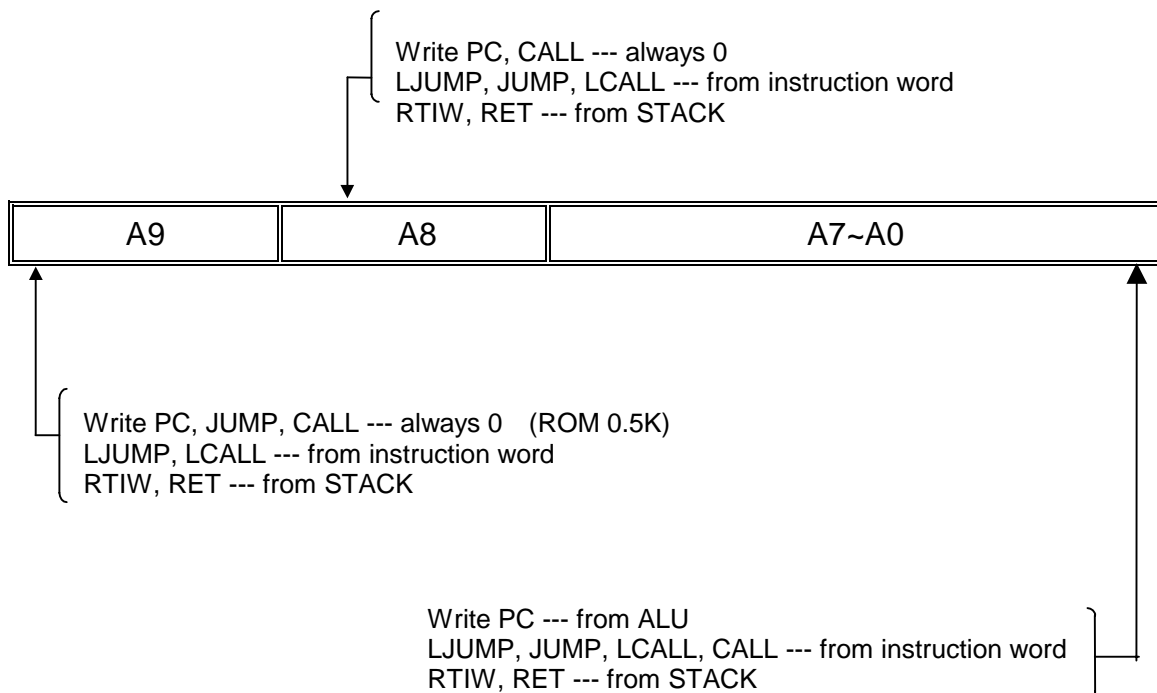 Write PC, CALL --- always 0
LJUMP, JUMP, LCALL --- from instruction word
RTIW, RET --- from STACK
A9 A8 A7~A0
Write PC, JUMP, CALL --- always 0 (ROM 0.5K)
LJUMP, LCALL --- from instruction word
RTIW, RET --- from STACK
Write PC --- from ALU
LJUMP, JUMP, LCALL, CALL --- from instruction word
RTIW, RET --- from STACK